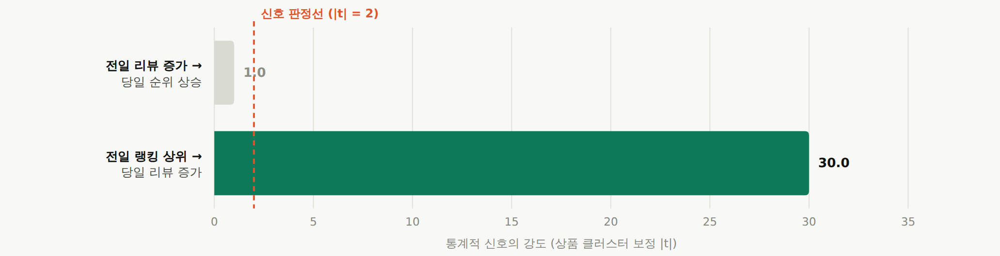 신호 판정선 (|t| = 2)
전일 리뷰 증가 →
당일 순위 상승
1.0
전일 랭킹 상위 →
당일 리뷰 증가
30.0
0 5 10 15 20 25 30 35
통계적 신호의 강도 (상품 클러스터 보정 |t|)